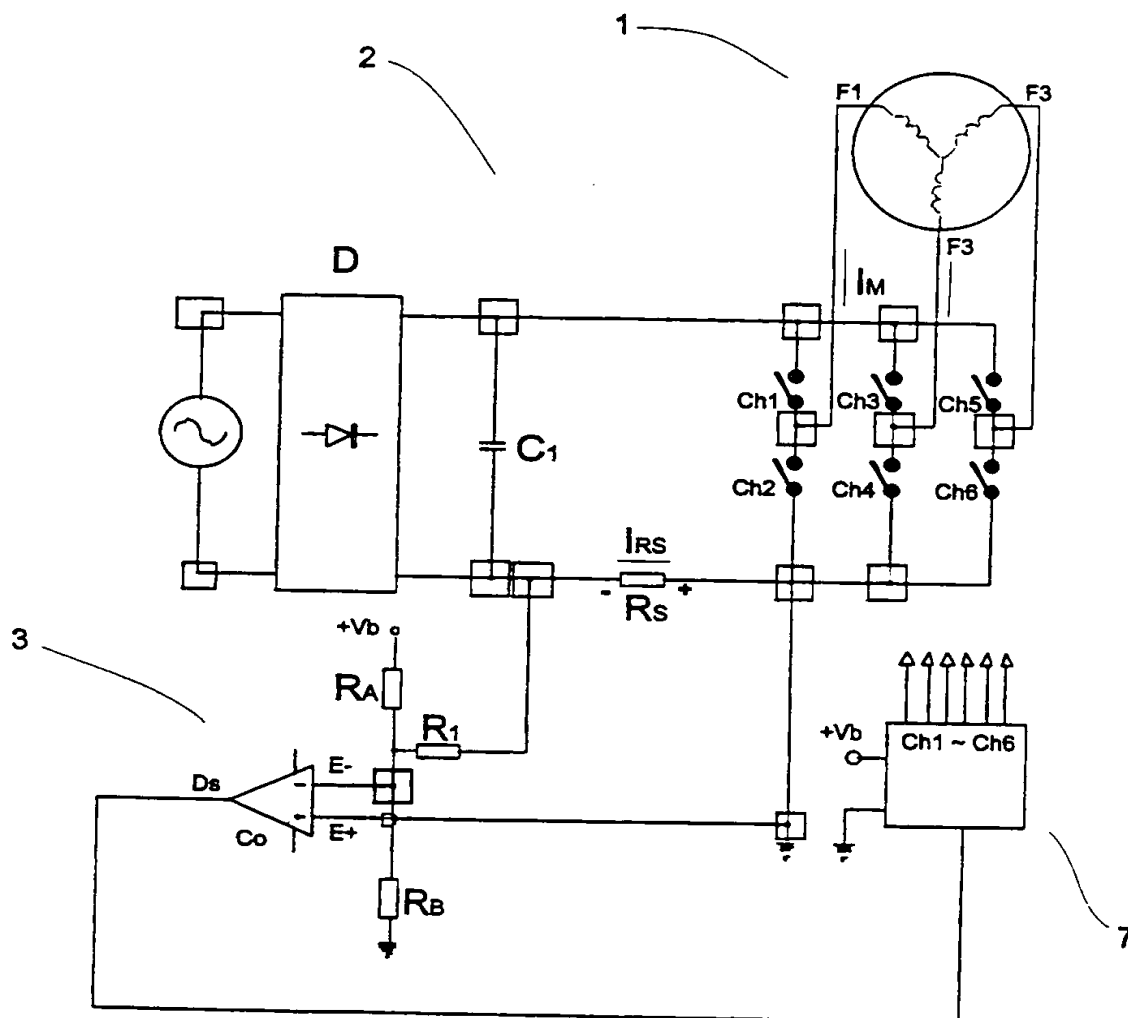 1
2
F1
F3
F3
D
IM
Ch1
Ch3
Ch5
C1
Ch2
Ch4
Ch6
IRS
- +
RS
+Vb
3
RA
R1
+Vb
Ch1 ~ Ch6
E-
Ds
-
+
E+
Co
RB
7